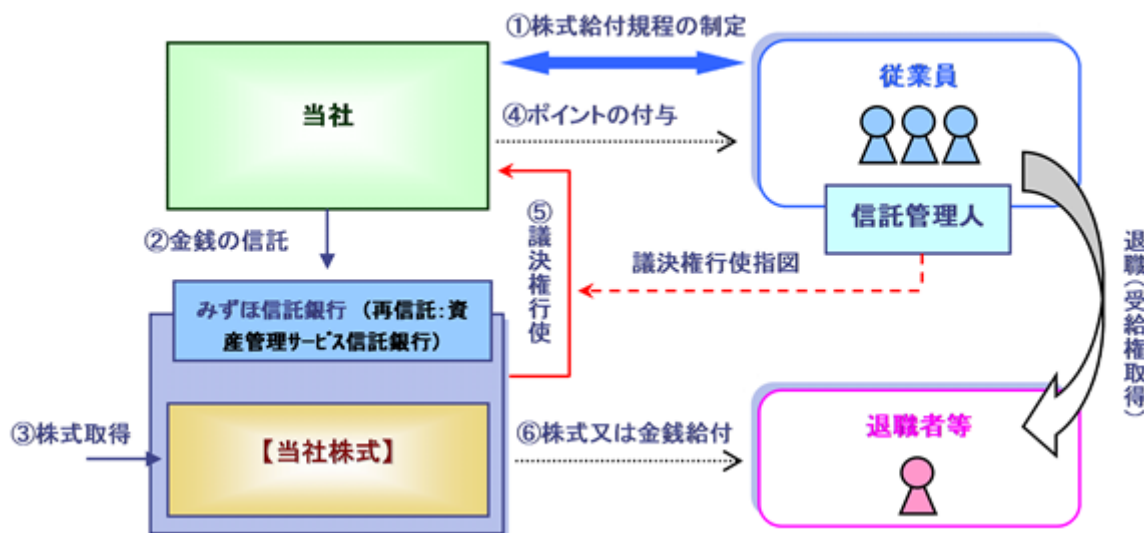 ①株式給付規程の制定
当社
従業員
④ポイントの付与
信託管理人
②金銭の信託
⑤議決権行使
議決権行使指図
退職(受給権取得)
みずほ信託銀行 (再信託:資
産管理サービス信託銀行)
③株式取得
【当社株式】
⑥株式又は金銭給付
退職者等